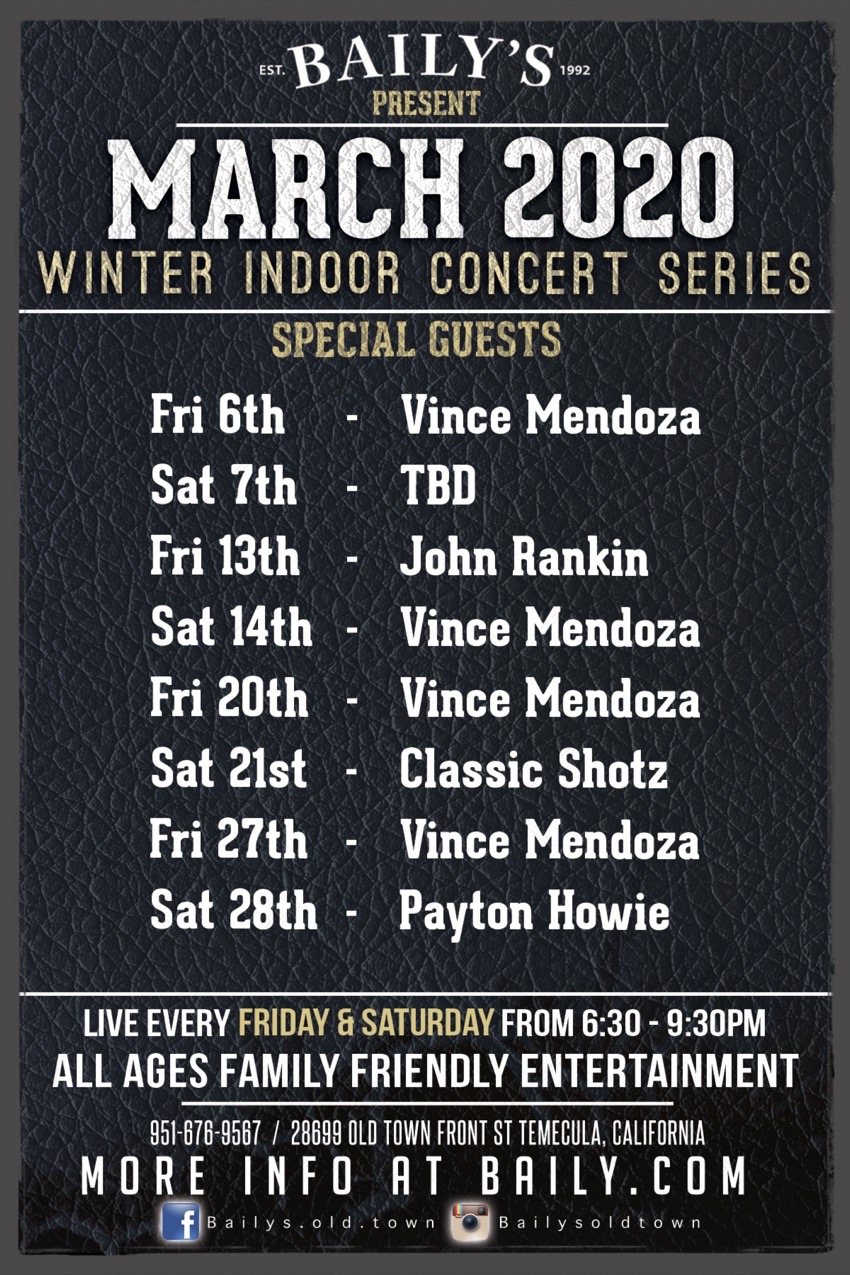 EST. BAILY'S 1992
PRESENT
MARCH 2020
WINTER INDOOR CONCERT SERIES
SPECIAL GUESTS
Fri 6th - Vince Mendoza
Sat 7th - TBD
Fri 13th - John Rankin
Sat 14th - Vince Mendoza
Fri 20th - Vince Mendoza
Sat 21st - Classic Shotz
Fri 27th - Vince Mendoza
Sat 28th - Payton Howie
LIVE EVERY FRIDAY & SATURDAY FROM 6:30 - 9:30PM
ALL AGES FAMILY FRIENDLY ENTERTAINMENT
951-676-9567 / 28699 OLD TOWN FRONT ST TEMECULA, CALIFORNIA
MORE INFO AT BAILY.COM
f Bailys.old.town Bailysoldtown